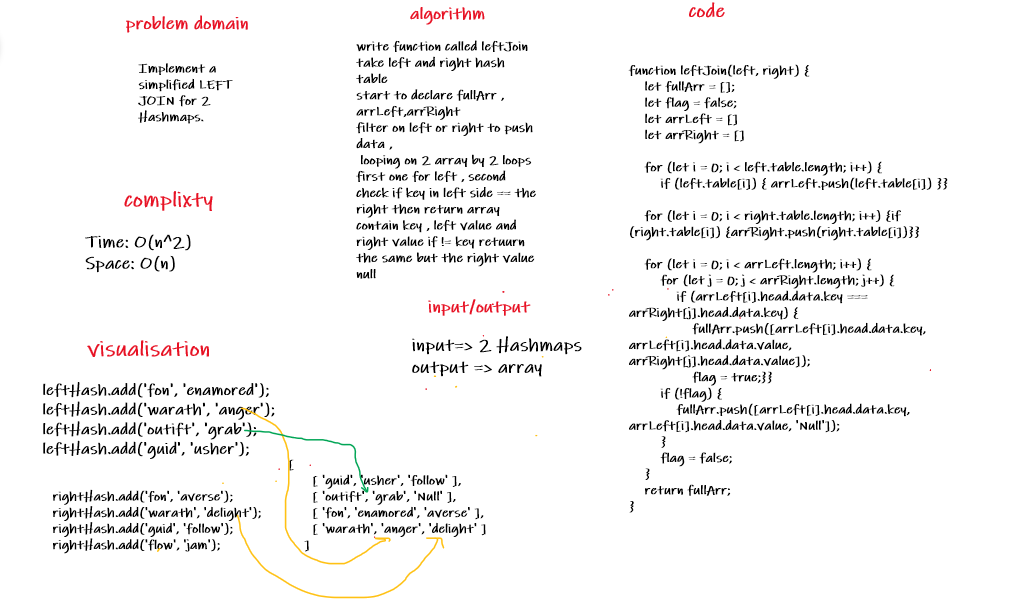 problem domain
Implement a
simplified LEFT
JOIN for 2
Hashmaps.
complixty
Time: O(n^2)
Space: O(n)
algorithm
write function called leftJoin
take left and right hash
table
start to declare fullArr ,
arrLeft,arrRight
filter on left or right to push
data ,
looping on 2 array by 2 loops
first one for left , second
check if key in left side == the
right then return array
contain key , left value and
right value if != key retuurn
the same but the right value
null
input/output
input=> 2 Hashmaps
output => array
code
function leftJoin(left, right) {
let fullArr = [];
let flag = false;
let arrLeft = []
let arrRight = []
for (let i = 0; i < left.table.length; i++) {
if (left.table[i]) { arrLeft.push(left.table[i]) }}
for (let i = 0; i < right.table.length; i++) {if
(right.table[i]) {arrRight.push(right.table[i])}}
for (let i = 0; i < arrLeft.length; i++) {
for (let j = 0; j < arrRight.length; j++) {
if (arrLeft[i].head.data.key ===
arrRight[j].head.data.key) {
fullArr.push([arrLeft[i].head.data.key,
arrLeft[i].head.data.value,
arrRight[j].head.data.value]);
flag = true;}}
if (!flag) {
fullArr.push([arrLeft[i].head.data.key,
arrLeft[i].head.data.value, 'Null']);
}
flag = false;
}
return fullArr;
}
visualisation
leftHash.add('fon', 'enamored');
leftHash.add('warath', 'anger');
leftHash.add('outift', 'grab');
leftHash.add('guid', 'usher');
rightHash.add('fon', 'averse');
rightHash.add('warath', 'delight');
rightHash.add('guid', 'follow');
rightHash.add('flow', 'jam');
[
[ 'guid', 'usher', 'follow' ],
[ 'outift', 'grab', 'Null' ],
[ 'fon', 'enamored', 'averse' ],
[ 'warath', 'anger', 'delight' ]
]